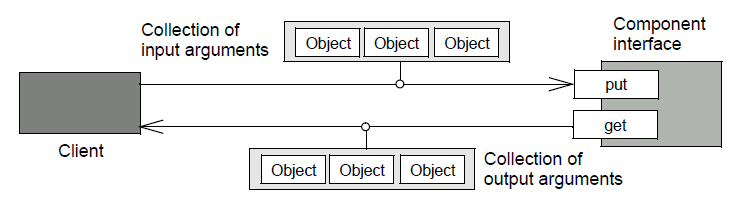 Collection of
input arguments
Object Object Object
Component
interface
put
get
Client
Object Object Object
Collection of
output arguments